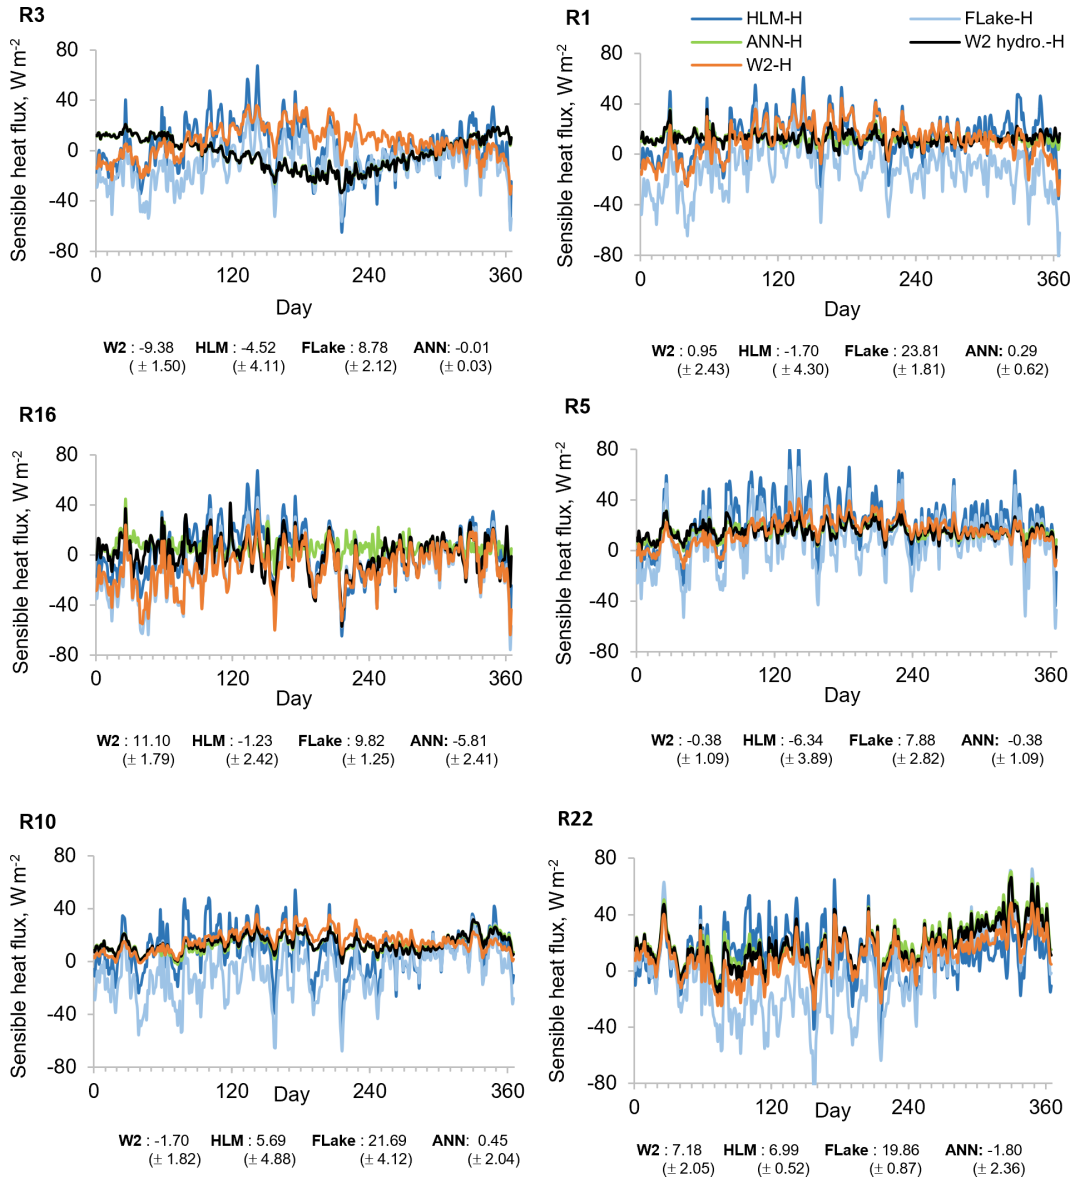 R3
Sensible heat flux, W m-2
80
40
0
-40
-80
0 120 240 360
Day
W2 : -9.38 HLM : -4.52 FLake : 8.78 ANN: -0.01
( ± 1.50) (± 4.11) (± 2.12) (± 0.03)
R1
HLM-H FLake-H
ANN-H W2 hydro.-H
W2-H
Sensible heat flux, W m-2
80
40
0
-40
-80
0 120 240 360
Day
W2 : 0.95 HLM : -1.70 FLake : 23.81 ANN: 0.29
(± 2.43) ( ± 4.30) (± 1.81) (± 0.62)
R16
Sensible heat flux, W m-2
80
40
0
-40
-80
0 120 240 360
Day
W2 : 11.10 HLM : -1.23 FLake : 9.82 ANN: -5.81
(± 1.79) (± 2.42) (± 1.25) (± 2.41)
R5
Sensible heat flux, W m-2
80
40
0
-40
-80
0 120 240 360
Day
W2 : -0.38 HLM : -6.34 FLake : 7.88 ANN: -0.38
(± 1.09) (± 3.89) (± 2.82) (± 1.09)
R10
Sensible heat flux, W m-2
80
40
0
-40
-80
0 120 240 360
Day
W2 : -1.70 HLM : 5.69 FLake : 21.69 ANN: 0.45
(± 1.82) (± 4.88) (± 4.12) (± 2.04)
R22
Sensible heat flux, W m-2
80
40
0
-40
-80
0 120 240 360
Day
W2 : 7.18 HLM : 6.99 FLake : 19.86 ANN: -1.80
(± 2.05) (± 0.52) (± 0.87) (± 2.36)